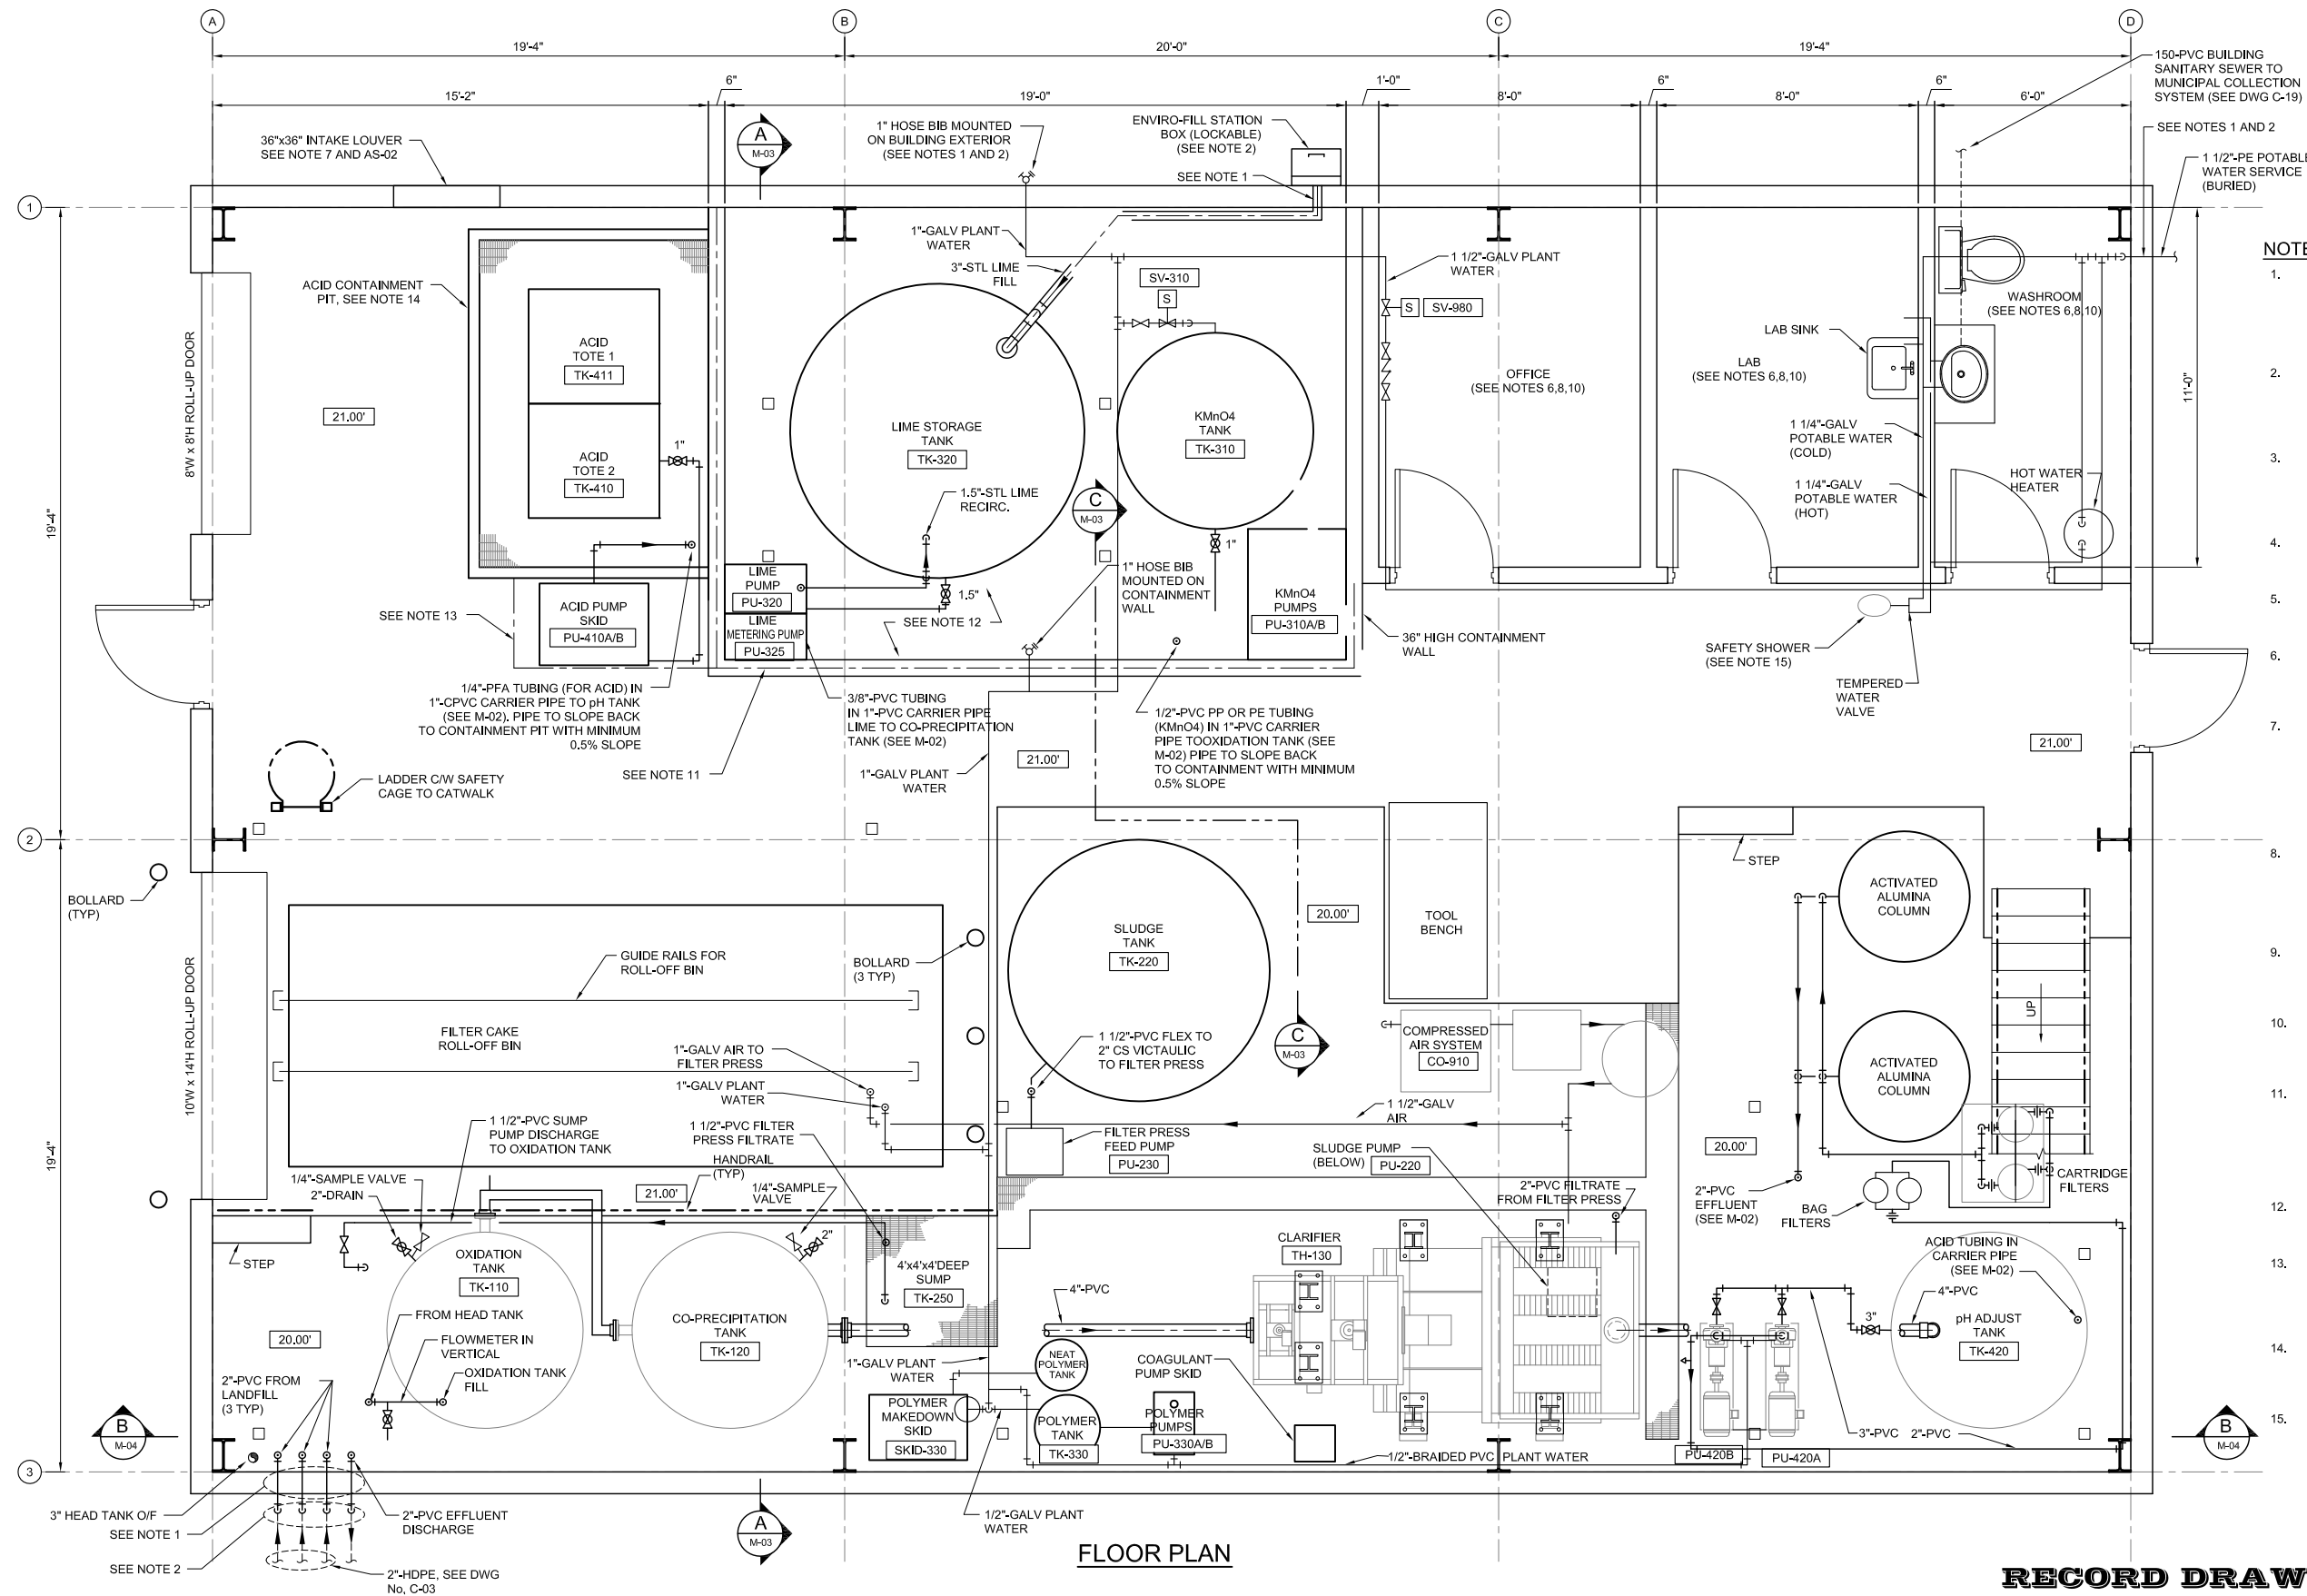 A
B
C
D
19'-4"
20'-0"
19'-4"
15'-2"
6"
19'-0"
1'-0"
8'-0"
6"
8'-0"
6"
6'-0"
150-PVC BUILDING
SANITARY SEWER TO
MUNICIPAL COLLECTION
SYSTEM (SEE DWG C-19)
SEE NOTES 1 AND 2
1 1/2"-PE POTABLE
WATER SERVICE
(BURIED)
36"x36" INTAKE LOUVER
SEE NOTE 7 AND AS-02
A
M-03
1" HOSE BIB MOUNTED
ON BUILDING EXTERIOR
(SEE NOTES 1 AND 2)
ENVIRO-FILL STATION
BOX (LOCKABLE)
(SEE NOTE 2)
SEE NOTE 1
1
1"-GALV PLANT
WATER
3"-STL LIME
FILL
SV-310
S
1 1/2"-GALV PLANT
WATER
S
SV-980
ACID CONTAINMENT
PIT, SEE NOTE 14
ACID
TOTE 1
TK-411
ACID
TOTE 2
TK-410
1"
21.00'
8'W x 8'H ROLL-UP DOOR
19'-4"
LIME STORAGE
TANK
TK-320
KMnO4
TANK
TK-310
1.5"-STL LIME
RECIRC.
C
M-03
1"
OFFICE
(SEE NOTES 6,8,10)
LAB SINK
LAB
(SEE NOTES 6,8,10)
WASHROOM
(SEE NOTES 6,8,10)
11'-0"
1 1/4"-GALV
POTABLE WATER
(COLD)
1 1/4"-GALV
POTABLE WATER
(HOT)
HOT WATER
HEATER
NOTE
1.
2.
3.
4.
5.
6.
7.
8.
9.
10.
11.
12.
13.
14.
15.
LIME
PUMP
PU-320
LIME
METERING PUMP
PU-325
1.5"
SEE NOTE 12
1" HOSE BIB
MOUNTED ON
CONTAINMENT
WALL
KMnO4
PUMPS
PU-310A/B
36" HIGH CONTAINMENT
WALL
SAFETY SHOWER
(SEE NOTE 15)
TEMPERED
WATER
VALVE
SEE NOTE 13
ACID PUMP
SKID
PU-410A/B
1/4"-PFA TUBING (FOR ACID) IN
1"-CPVC CARRIER PIPE TO pH TANK
(SEE M-02). PIPE TO SLOPE BACK
TO CONTAINMENT PIT WITH MINIMUM
0.5% SLOPE
SEE NOTE 11
3/8"-PVC TUBING
IN 1"-PVC CARRIER PIPE
LIME TO CO-PRECIPITATION
TANK (SEE M-02)
1"-GALV PLANT
WATER
21.00'
1/2"-PVC PP OR PE TUBING
(KMnO4) IN 1"-PVC CARRIER
PIPE TOOXIDATION TANK (SEE
M-02) PIPE TO SLOPE BACK
TO CONTAINMENT WITH MINIMUM
0.5% SLOPE
21.00'
LADDER C/W SAFETY
CAGE TO CATWALK
2
BOLLARD
(TYP)
10'W x 14'H ROLL-UP DOOR
19'-4"
GUIDE RAILS FOR
ROLL-OFF BIN
FILTER CAKE
ROLL-OFF BIN
BOLLARD
(3 TYP)
SLUDGE
TANK
TK-220
20.00'
TOOL
BENCH
STEP
ACTIVATED
ALUMINA
COLUMN
ACTIVATED
ALUMINA
COLUMN
UP
1"-GALV AIR TO
FILTER PRESS
1"-GALV PLANT
WATER
1 1/2"-PVC FILTER
PRESS FILTRATE
1 1/2"-PVC SUMP
PUMP DISCHARGE
TO OXIDATION TANK
1 1/2"-PVC FLEX TO
2" CS VICTAULIC
TO FILTER PRESS
C
M-03
COMPRESSED
AIR SYSTEM
CO-910
1 1/2"-GALV
AIR
FILTER PRESS
FEED PUMP
PU-230
SLUDGE PUMP
(BELOW)
PU-220
20.00'
CARTRIDGE
FILTERS
BAG
FILTERS
2"-PVC
EFFLUENT
(SEE M-02)
2"-PVC FILTRATE
FROM FILTER PRESS
HANDRAIL
(TYP)
21.00'
1/4"-SAMPLE VALVE
2"-DRAIN
1/4"-SAMPLE
VALVE
2"
STEP
OXIDATION
TANK
TK-110
4'x4'x4'DEEP
SUMP
TK-250
CLARIFIER
TH-130
ACID TUBING IN
CARRIER PIPE
(SEE M-02)
4"-PVC
4"-PVC
pH ADJUST
TANK
TK-420
3"
FROM HEAD TANK
FLOWMETER IN
VERTICAL
OXIDATION TANK
FILL
CO-PRECIPITATION
TANK
TK-120
20.00'
2"-PVC FROM
LANDFILL
(3 TYP)
1"-GALV PLANT
WATER
NEAT
POLYMER
TANK
COAGULANT
PUMP SKID
POLYMER
MAKEDOWN
SKID
SKID-330
POLYMER
TANK
TK-330
POLYMER
PUMPS
PU-330A/B
1/2"-BRAIDED PVC PLANT WATER
PU-420B
PU-420A
3"-PVC
2"-PVC
B
M-04
B
M-04
3
3" HEAD TANK O/F
SEE NOTE 1
SEE NOTE 2
2"-PVC EFFLUENT
DISCHARGE
2"-HDPE, SEE DWG
No, C-03
A
M-03
1/2"-GALV PLANT
WATER
FLOOR PLAN
RECORD DRAW